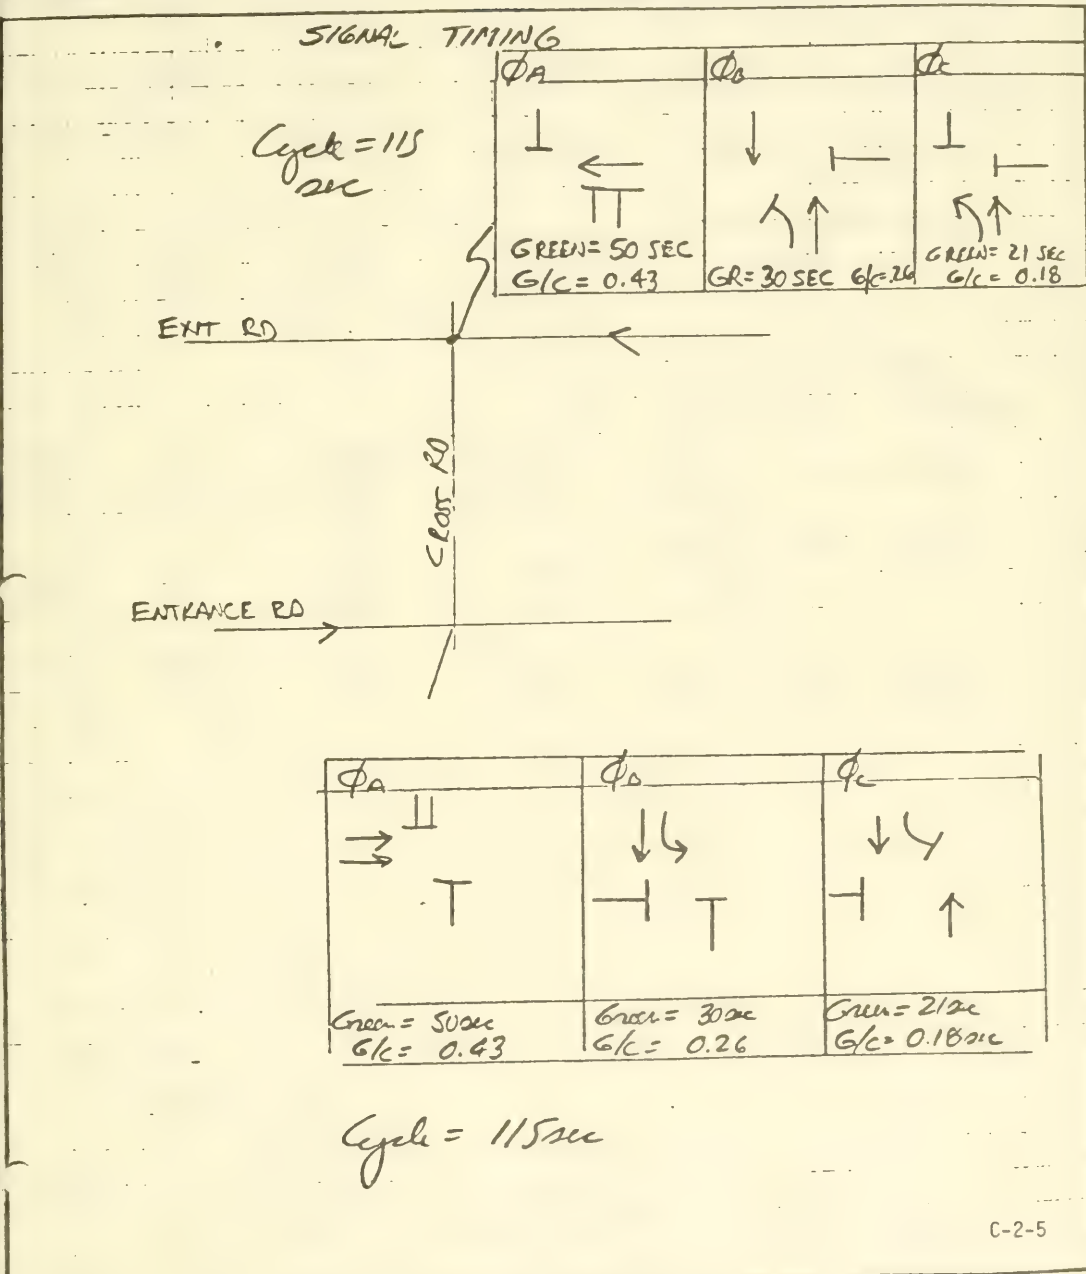 SIGNAL TIMING
Cycle = 115
sec
ϕA
ϕB
ϕC
GREEN = 50 SEC
G/C = 0.43
GR = 30 SEC G/C = .26
GREEN = 21 SEC
G/C = 0.18
EXIT RD
CROSS RD
ENTRANCE RD
ϕA
ϕB
ϕC
Green = 50sec
G/C = 0.43
Green = 30sec
G/C = 0.26
Green = 21sec
G/C = 0.18sec
Cycle = 115sec
C-2-5